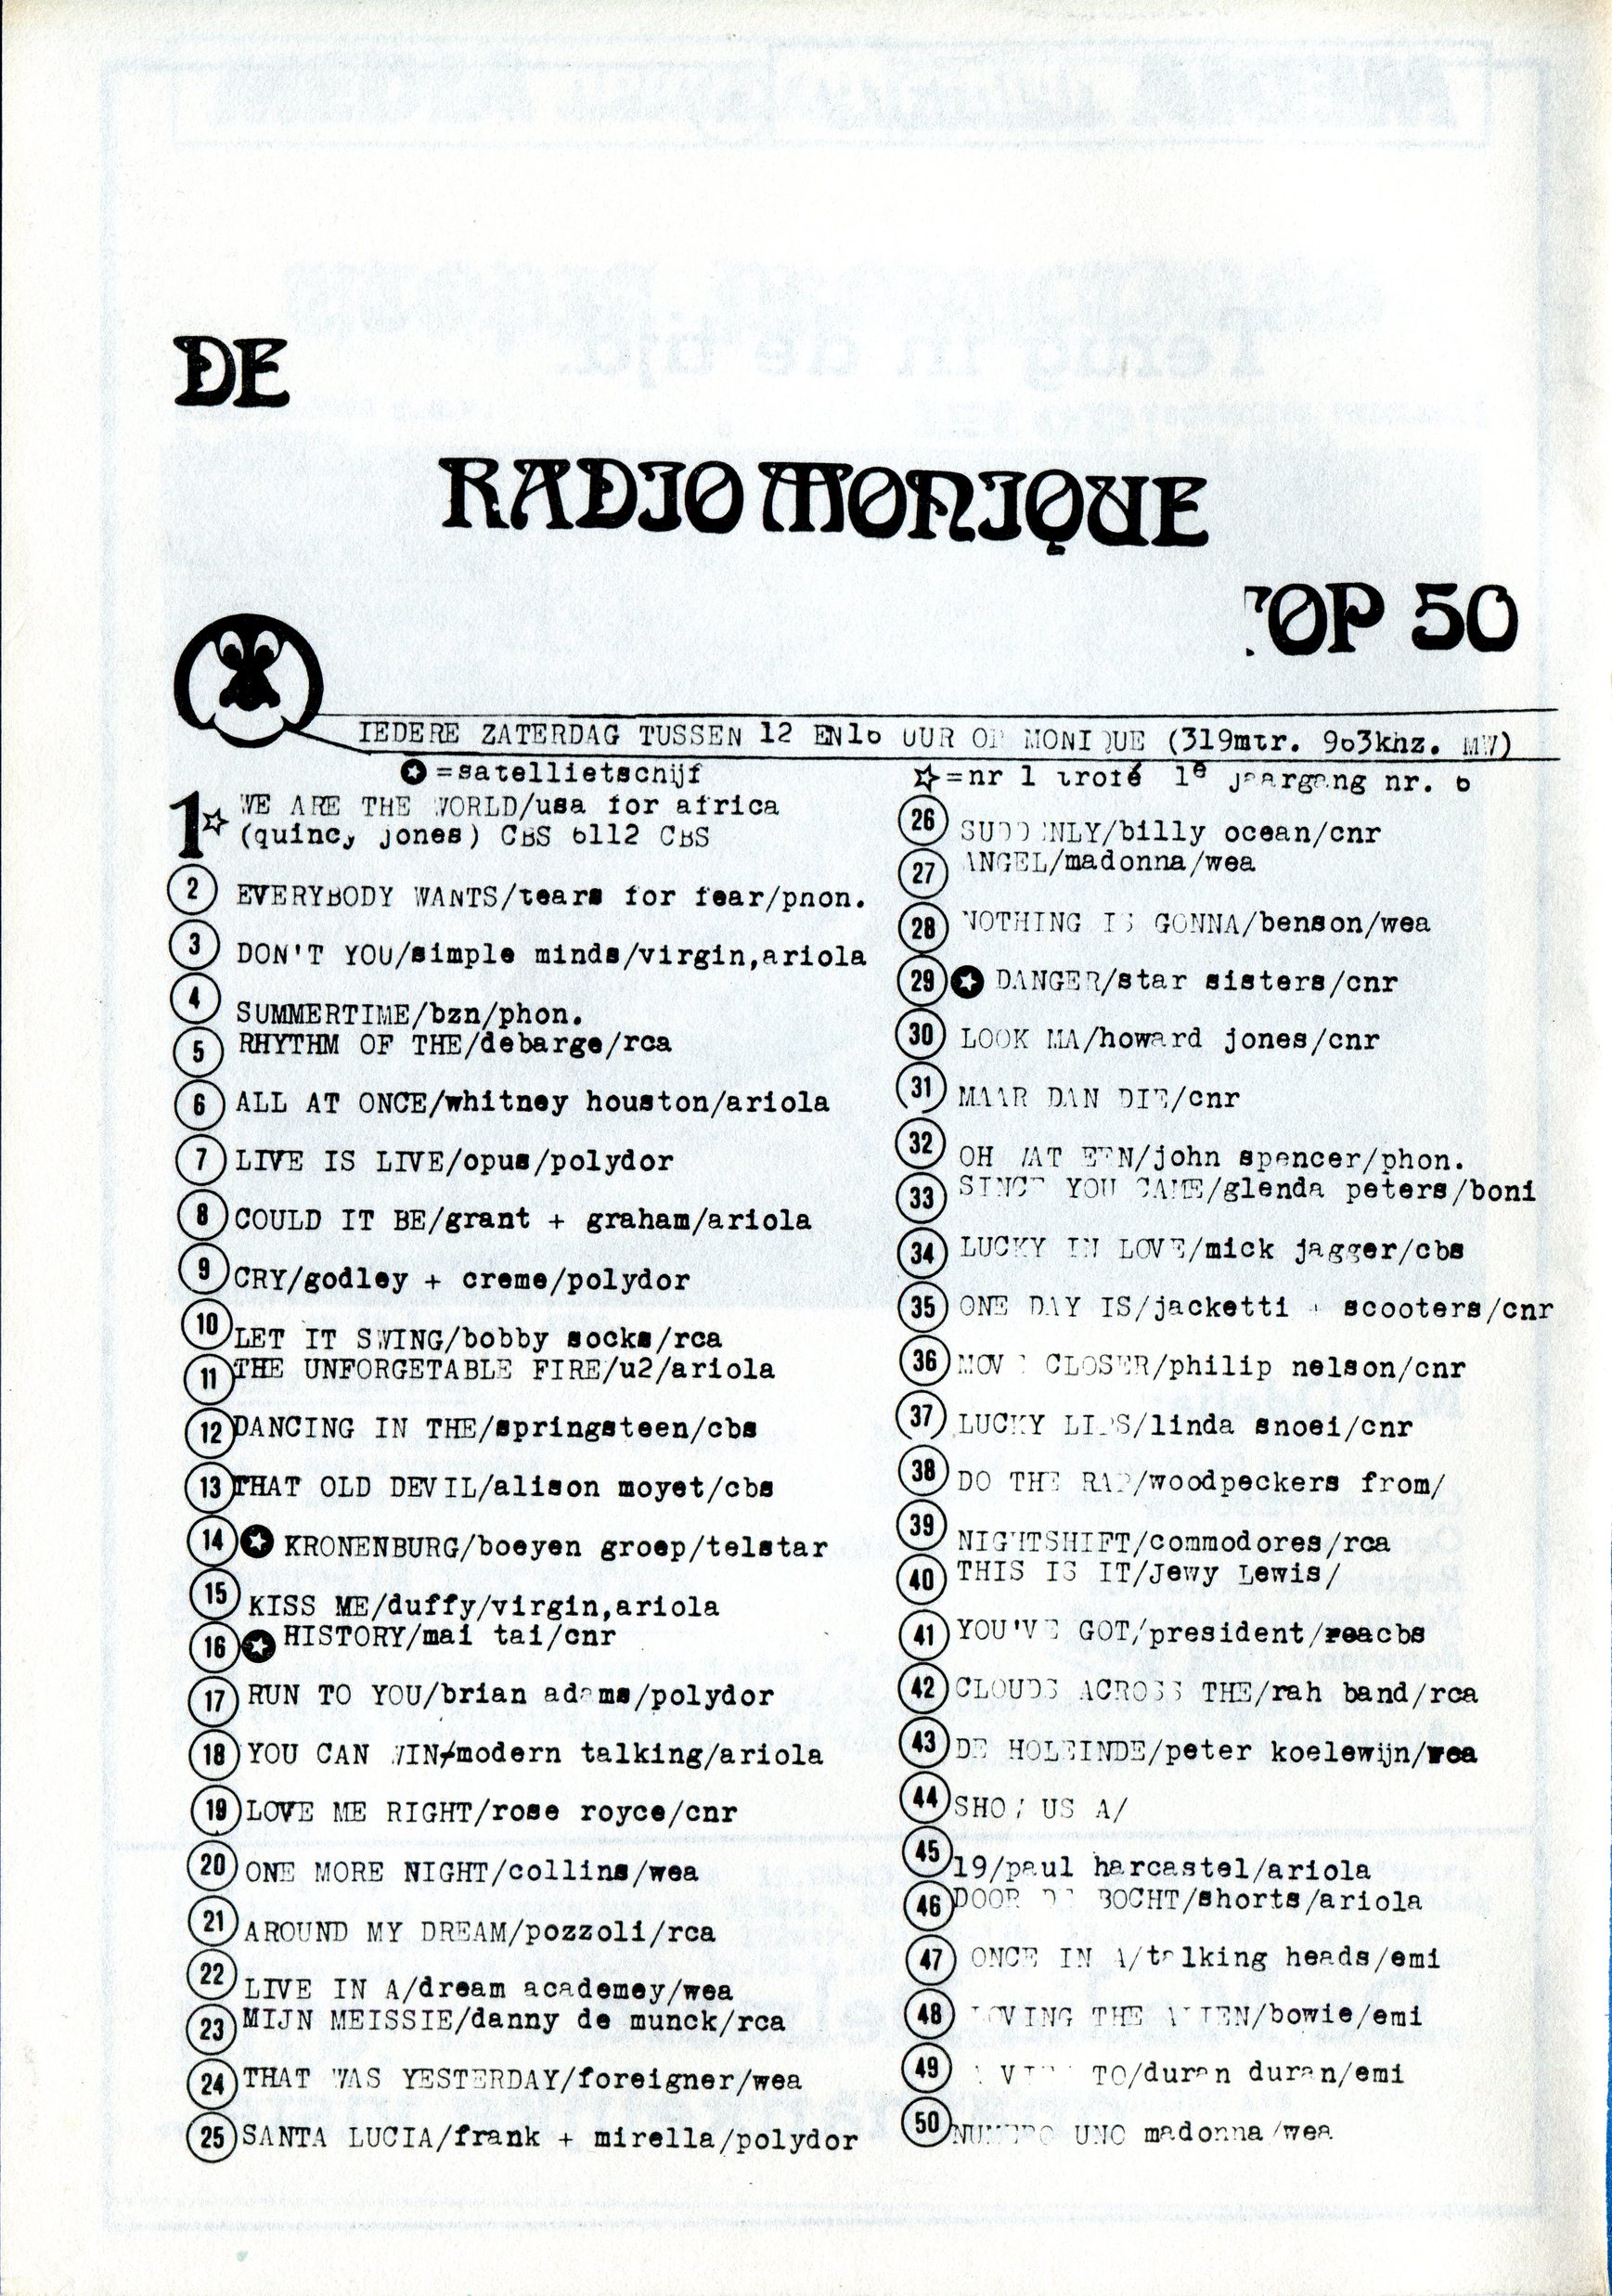 DE
RADIO MONIQUE
TOP 50
IEDERE ZATERDAG TUSSEN 12 EN16 UUR OP MONIQUE (319mtr. 963khz. MW)
=satellietschijf
=nr 1 trofé 1e jaargang nr. 6
1 WE ARE THE WORLD/usa for africa
(quincy jones) CBS 6112 CBS
2 EVERYBODY WANTS/tears for fear/phon.
3 DON'T YOU/simple minds/virgin,ariola
4 SUMMERTIME/bzn/phon.
5 RHYTHM OF THE/debarge/rca
6 ALL AT ONCE/whitney houston/ariola
7 LIVE IS LIVE/opus/polydor
8 COULD IT BE/grant + graham/ariola
9 CRY/godley + creme/polydor
10 LET IT SWING/bobby socks/rca
11 THE UNFORGETABLE FIRE/u2/ariola
12 DANCING IN THE/springsteen/cbs
13 THAT OLD DEVIL/alison moyet/cbs
14 KRONENBURG/boeyen groep/telstar
15 KISS ME/duffy/virgin,ariola
16 HISTORY/mai tai/cnr
17 RUN TO YOU/brian adams/polydor
18 YOU CAN WIN/modern talking/ariola
19 LOVE ME RIGHT/rose royce/cnr
20 ONE MORE NIGHT/collins/wea
21 AROUND MY DREAM/pozzoli/rca
22 LIVE IN A/dream academey/wea
23 MIJN MEISSIE/danny de munck/rca
24 THAT WAS YESTERDAY/foreigner/wea
25 SANTA LUCIA/frank + mirella/polydor
26 SUDDENLY/billy ocean/cnr
27 ANGEL/madonna/wea
28 NOTHING IS GONNA/benson/wea
29 DANGER/star sisters/cnr
30 LOOK MA/howard jones/cnr
31 MAAR DAN DIE/cnr
32 OH WAT EEN/john spencer/phon.
33 SINCE YOU CAME/glenda peters/boni
34 LUCKY IN LOVE/mick jagger/cbs
35 ONE DAY IS/jacketti + scooters/cnr
36 MOVE CLOSER/philip nelson/cnr
37 LUCKY LIPS/linda snoei/cnr
38 DO THE RAP/woodpeckers from/
39 NIGHTSHIFT/commodores/rca
40 THIS IS IT/Jewy Lewis/
41 YOU'VE GOT/president/cbs
42 CLOUDS ACROSS THE/rah band/rca
43 DE HOLEINDE/peter koelewijn/wea
44 SHOW US A/
45 19/paul harcastel/ariola
46 DOOR DE BOCHT/shorts/ariola
47 ONCE IN A/talking heads/emi
48 LOVING THE ALIEN/bowie/emi
49 A VIEW TO/duran duran/emi
50 NUMERO UNO madonna/wea